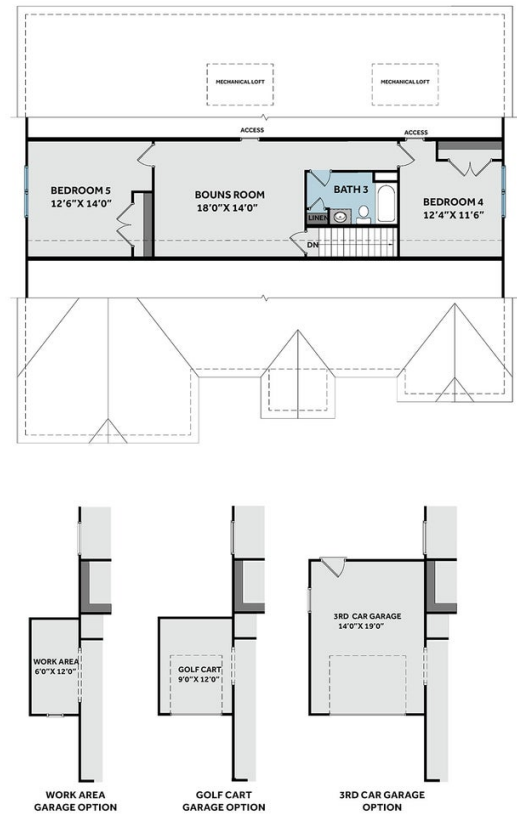 MECHANICAL LOFT
MECHANICAL LOFT
ACCESS
ACCESS
BEDROOM 5
12'6"X 14'0"
BOUNS ROOM
18'0"X 14'0"
BATH 3
LINEN
BEDROOM 4
12'4"X 11'6"
DN
WORK AREA
6'0"X 12'0"
GOLF CART
9'0"X 12'0"
3RD CAR GARAGE
14'0"X 19'0"
WORK AREA
GARAGE OPTION
GOLF CART
GARAGE OPTION
3RD CAR GARAGE
OPTION